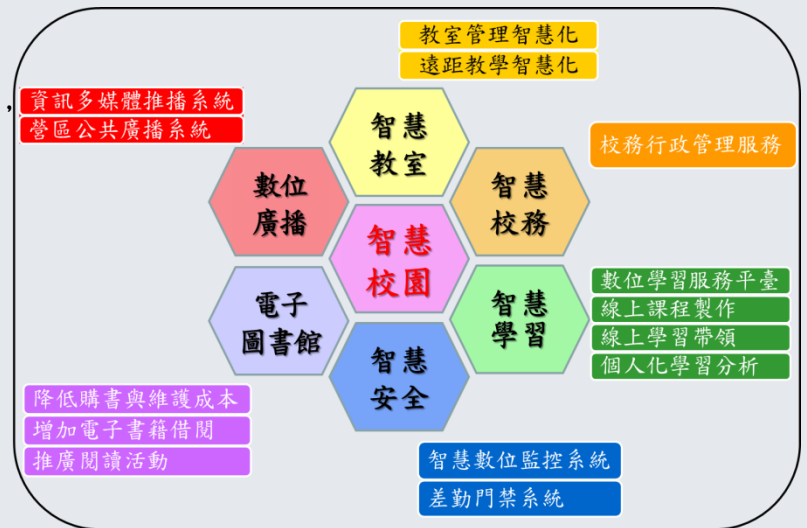 教室管理智慧化
遠距教學智慧化
,
資訊多媒體推播系統
營區公共廣播系統
智慧
教室
校務行政管理服務
數位
廣播
智慧
校務
智慧
校園
電子
圖書館
智慧
學習
數位學習服務平臺
線上課程製作
線上學習帶領
個人化學習分析
智慧
安全
降低購書與維護成本
增加電子書籍借閱
推廣閱讀活動
智慧數位監控系統
差勤門禁系統